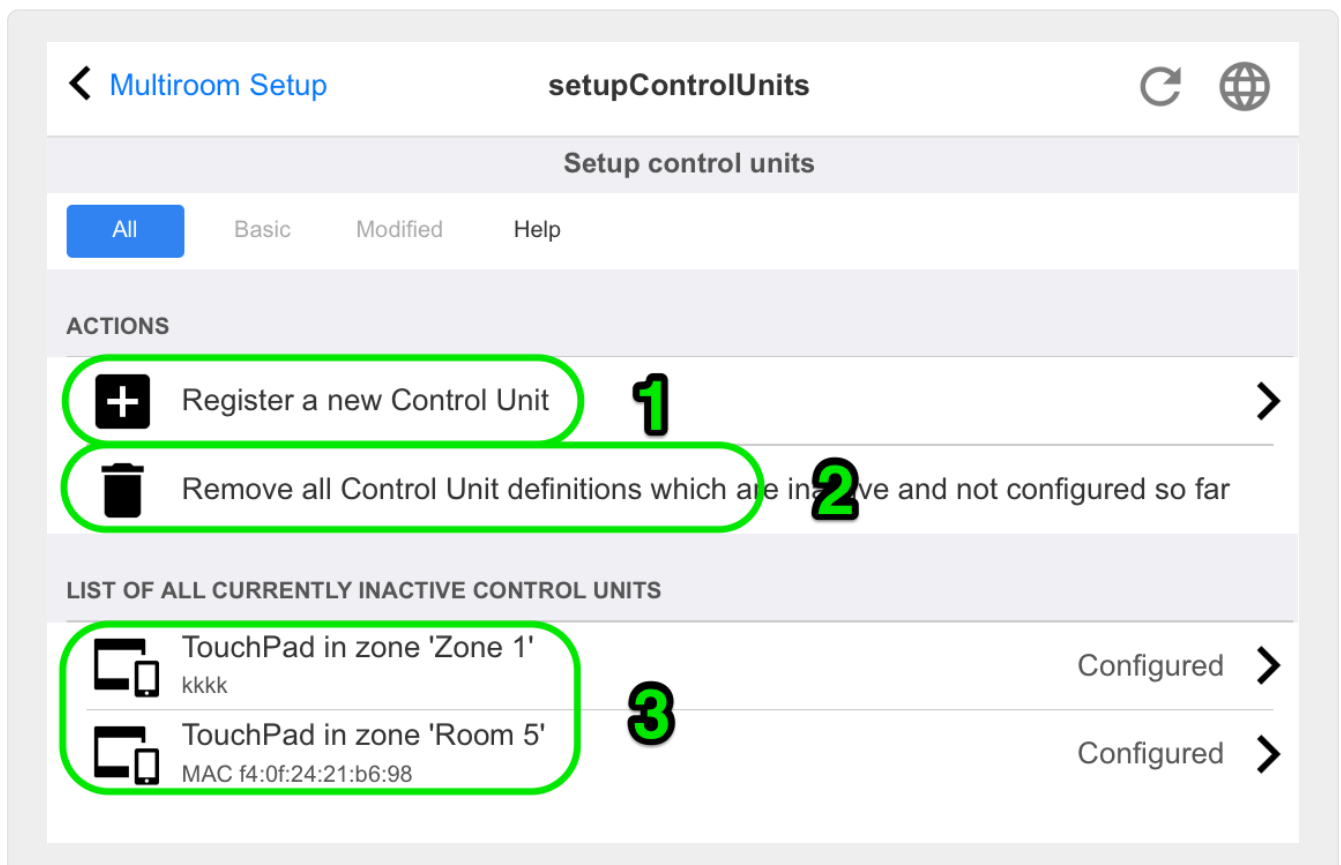 Multiroom Setup setupControlUnits
Setup control units
All Basic Modified Help
ACTIONS
Register a new Control Unit 1
Remove all Control Unit definitions which are inactive and not configured so far
2
LIST OF ALL CURRENTLY INACTIVE CONTROL UNITS
TouchPad in zone 'Zone 1' Configured
kkkk
3
TouchPad in zone 'Room 5' Configured
MAC f4:0f:24:21:b6:98